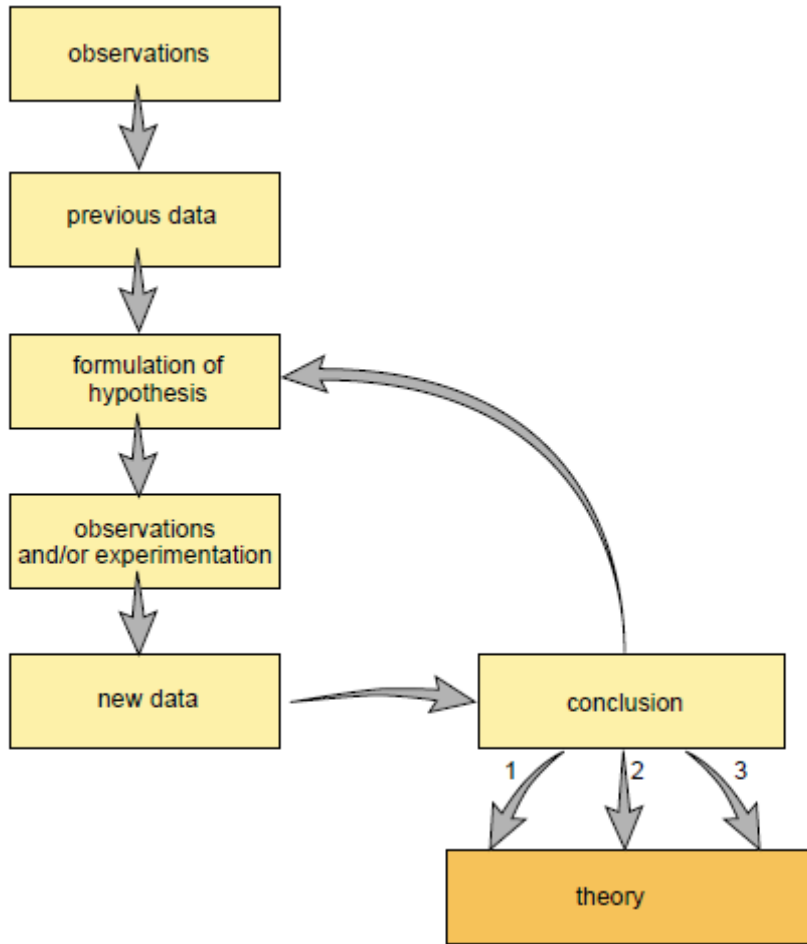 observations
previous data
formulation of
hypothesis
observations
and/or experimentation
new data
conclusion
1
2
3
theory